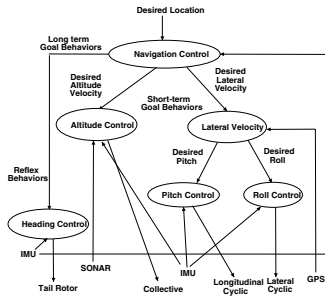 Desired Location
Long term
Goal Behaviors
Navigation Control
Desired
Altitude
Velocity
Desired
Lateral
Velocity
Short-term
Goal Behaviors
Altitude Control
Lateral Velocity
Desired
Pitch
Desired
Roll
Reflex
Behaviors
Pitch Control
Roll Control
Heading Control
IMU
SONAR
IMU
GPS
Tail Rotor
Collective
Longitudinal
Cyclic
Lateral
Cyclic